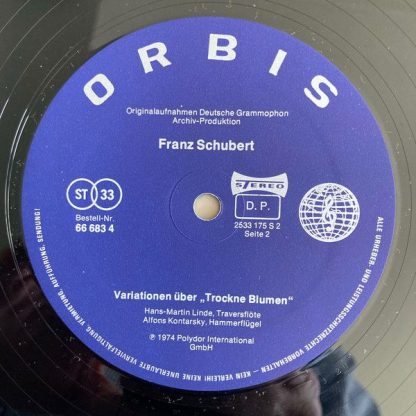 ORBIS
Originalaufnahmen Deutsche Grammophon
Archiv-Produktion
Franz Schubert
ST 33
Bestell-Nr.
66 683 4
STEREO
D. P.
2533 175 S 2
Seite 2
Variationen über „Trockne Blumen“
Hans-Martin Linde, Traversflöte
Alfons Kontarsky, Hammerflügel
℗ 1974 Polydor International
GmbH
ALLE URHEBER- UND LEISTUNGSSCHUTZRECHTE VORBEHALTEN · KEIN VERLEIH! KEINE UNERLAUBTE VERVIELFÄLTIGUNG, VERMIETUNG, AUFFÜHRUNG, SENDUNG!